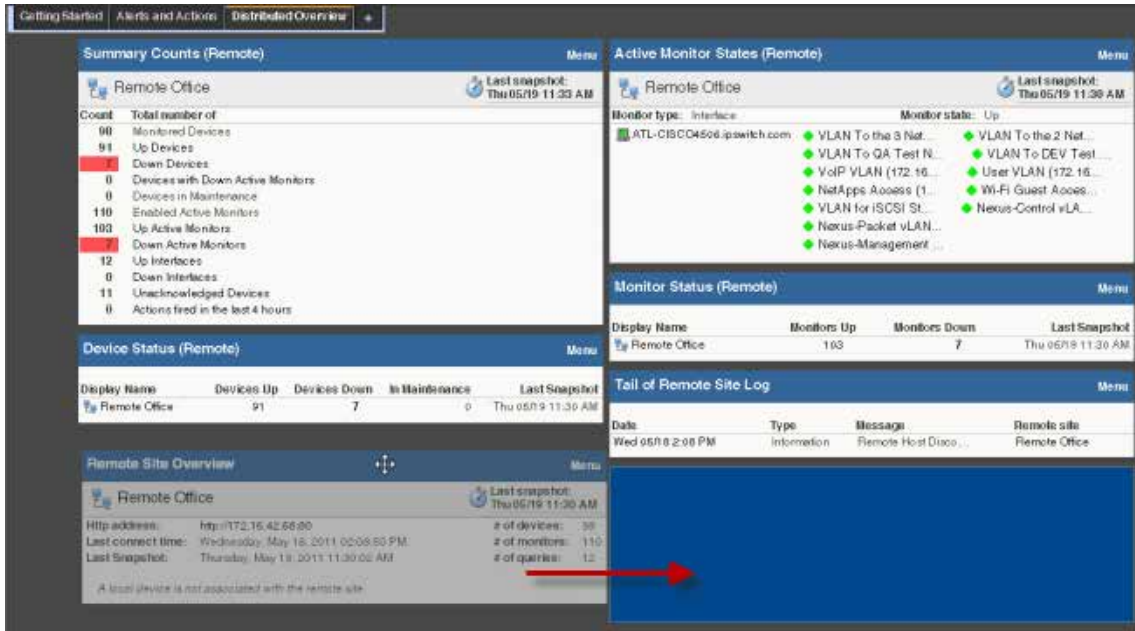 Getting Started Alerts and Actions Distributed Overview +
Summary Counts (Remote) Menu
Remote Office Last snapshot:
Thu 05/19 11:30 AM
Count Total number of
98 Monitored Devices
91 Up Devices
7 Down Devices
0 Devices with Down Active Monitors
0 Devices in Maintenance
110 Enabled Active Monitors
103 Up Active Monitors
7 Down Active Monitors
12 Up Interfaces
0 Down Interfaces
11 Unacknowledged Devices
0 Actions fired in the last 4 hours
Device Status (Remote) Menu
Display Name Devices Up Devices Down In Maintenance Last Snapshot
Remote Office 91 7 0 Thu 05/19 11:30 AM
Remote Site Overview Menu
Remote Office Last snapshot:
Thu 05/19 11:30 AM
Http address: http://172.16.42.68:80 # of devices: 98
Last connect time: Wednesday, May 18, 2011 02:08:50 PM # of monitors: 110
Last Snapshot: Thursday, May 19, 2011 11:30:02 AM # of queries: 12
A local device is not associated with the remote site
Active Monitor States (Remote) Menu
Remote Office Last snapshot:
Thu 05/19 11:30 AM
Monitor type: Interface Monitor state: Up
ATL-CISCO4506.ipswitch.com VLAN To the 3 Net... VLAN To the 2 Net...
VLAN To QA Test N... VLAN To DEV Test ...
VoIP VLAN (172.16... User VLAN (172.16...
NetApps Access (1... Wi-Fi Guest Acces...
VLAN for iSCSI St... Nexus-Control vLA...
Nexus-Packet vLAN...
Nexus-Management ...
Monitor Status (Remote) Menu
Display Name Monitors Up Monitors Down Last Snapshot
Remote Office 103 7 Thu 05/19 11:30 AM
Tail of Remote Site Log Menu
Date Type Message Remote site
Wed 05/18 2:08 PM Information Remote Host Disco... Remote Office